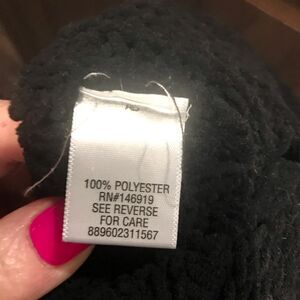 100% POLYESTER
RN#146919
SEE REVERSE
FOR CARE
889602311567